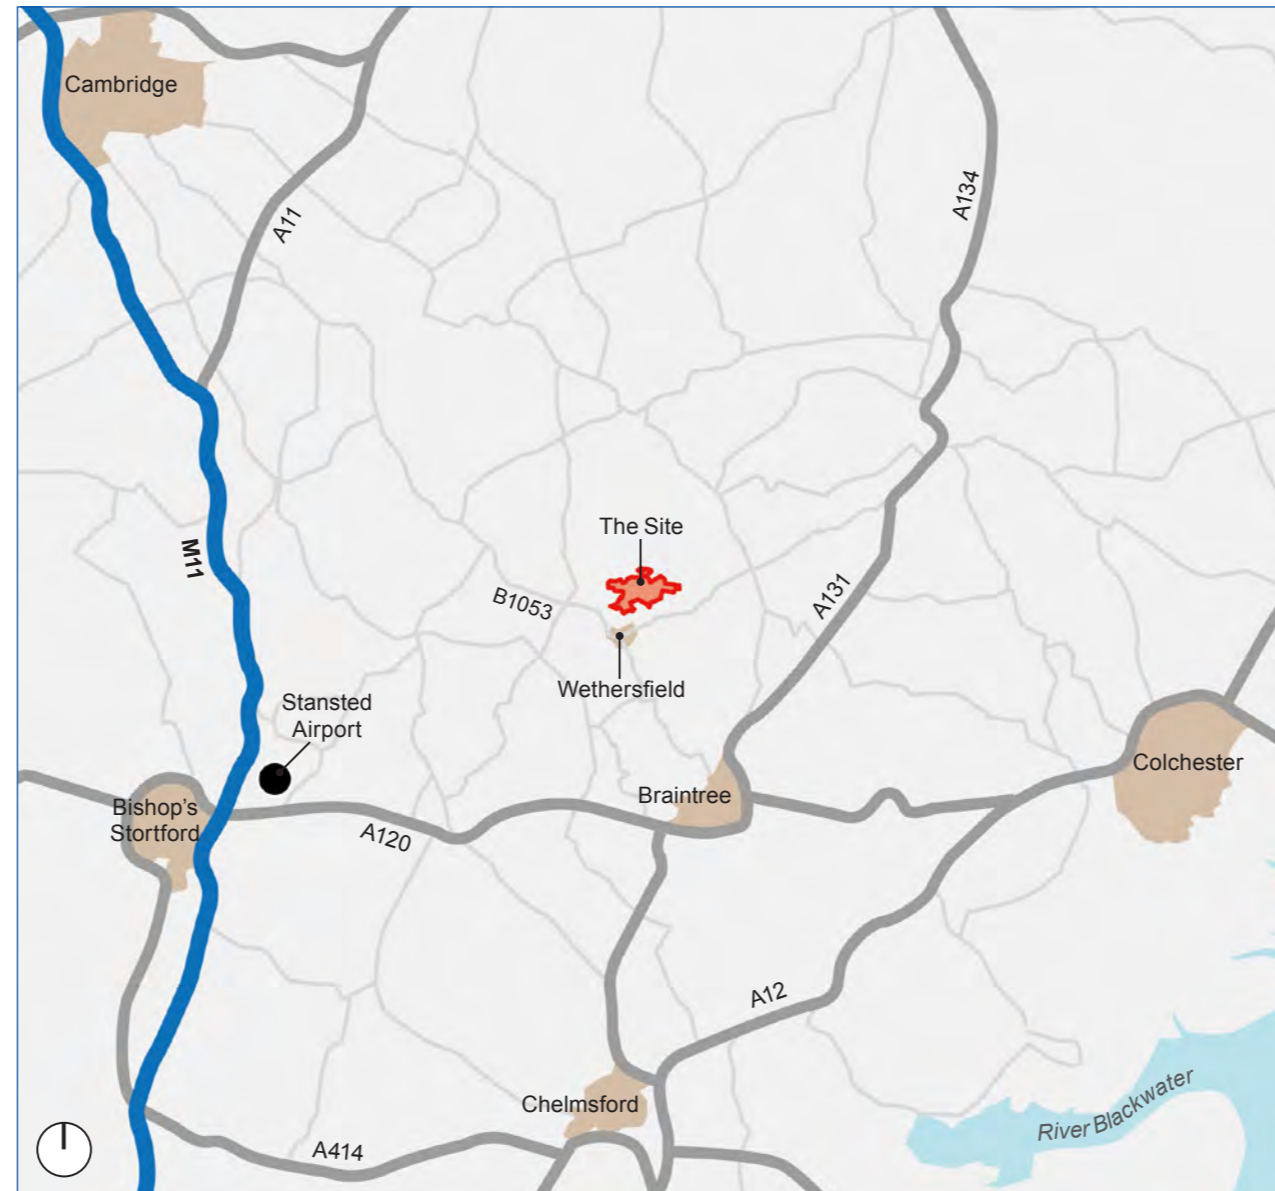 Cambridge
A11
A134
The Site
M11
B1053
A131
Wethersfield
Stansted
Airport
Colchester
Braintree
Bishop's
Stortford
A120
A12
Chelmsford
River Blackwater
A414